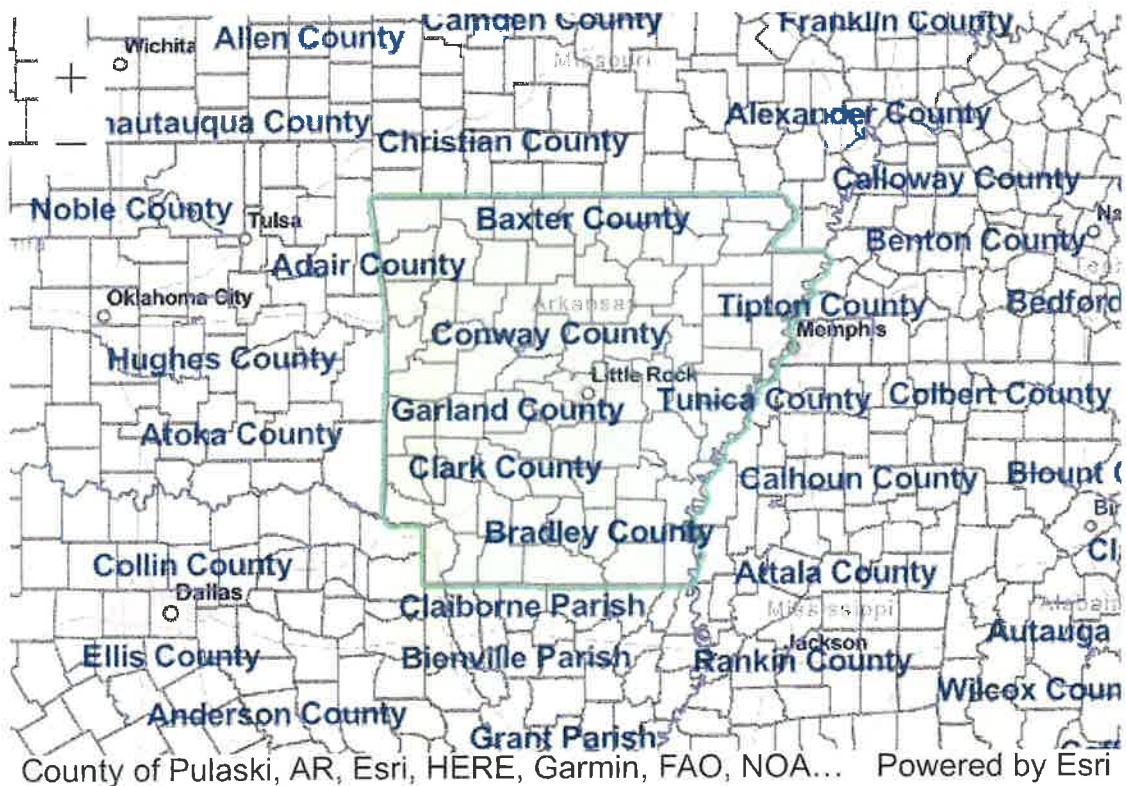 Camden County
Franklin County
Wichita
Allen County
Missouri
+
Alexander County
hautauqua County
Christian County
−
Calloway County
Noble County
Baxter County
Tulsa
Na
Benton County
Adair County
Oklahoma City
Arkansas
Tipton County
Bedford
Conway County
Memphis
Hughes County
Little Rock
Garland County
Tunica County
Colbert County
Atoka County
Clark County
Calhoun County
Blount C
Bradley County
Bir
Cl
Collin County
Attala County
Dallas
Claiborne Parish
Mississippi
Alabam
Autauga
Jackson
Ellis County
Bienville Parish
Rankin County
Wilcox Coun
Anderson County
Grant Parish
County of Pulaski, AR, Esri, HERE, Garmin, FAO, NOA... Powered by Esri